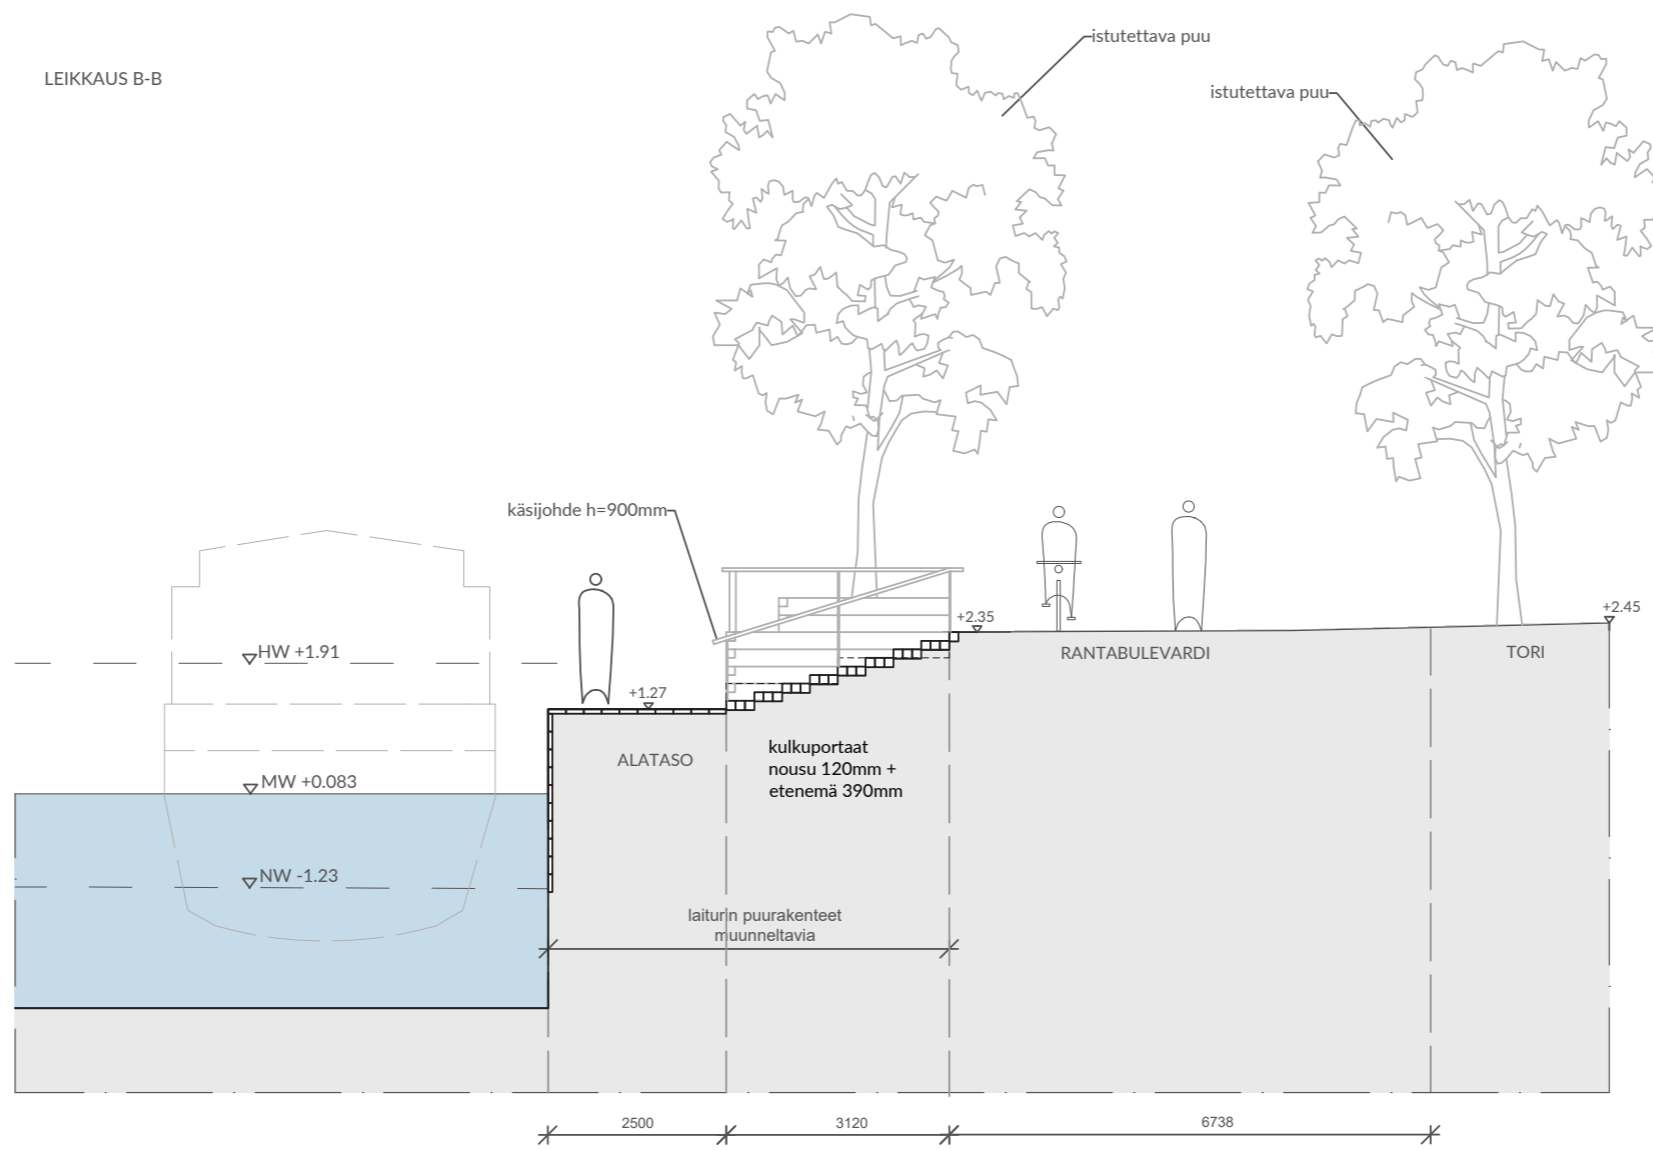 LEIKKAUS B-B
istutettava puu
istutettava puu
käsijohde h=900mm
HW +1.91
+1.27
+2.35
+2.45
RANTABULEVARDI
TORI
ALATASO
kulkuportaat
nousu 120mm +
etenemä 390mm
MW +0.083
NW -1.23
laiturin puurakenteet
muunneltavia
2500
3120
6738